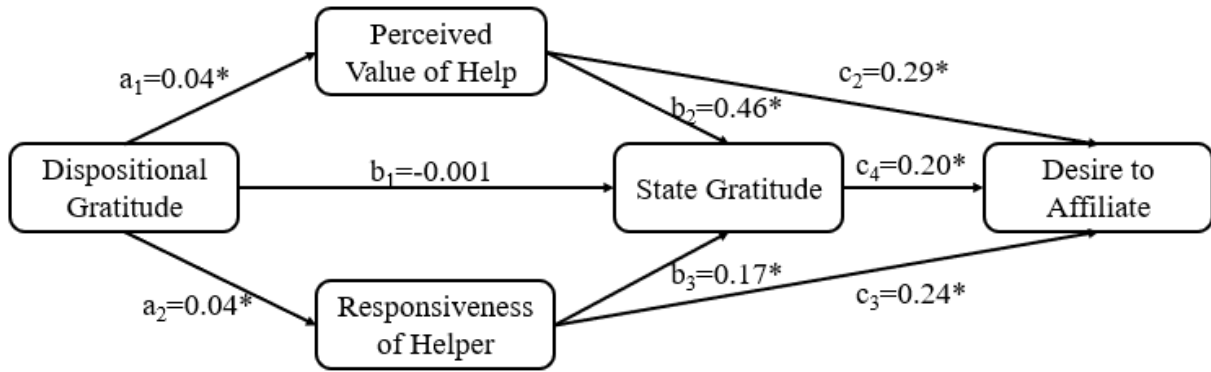 Perceived
Value of Help
a₁=0.04*
c₂=0.29*
b₂=0.46*
Dispositional
Gratitude
b₁=-0.001
State Gratitude
c₄=0.20*
Desire to
Affiliate
a₂=0.04*
b₃=0.17*
c₃=0.24*
Responsiveness
of Helper